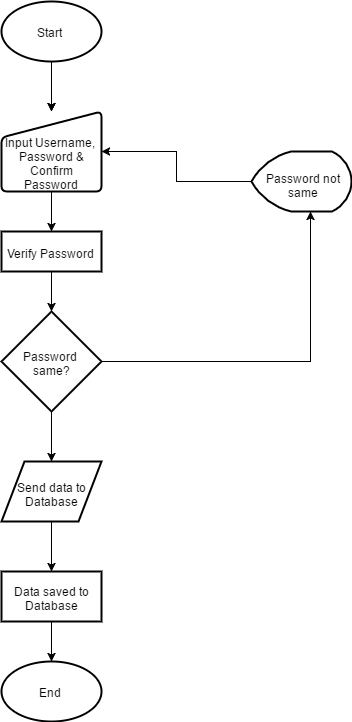 Start
Input Username,
Password &
Confirm
Password
Password not
same
Verify Password
Password
same?
Send data to
Database
Data saved to
Database
End